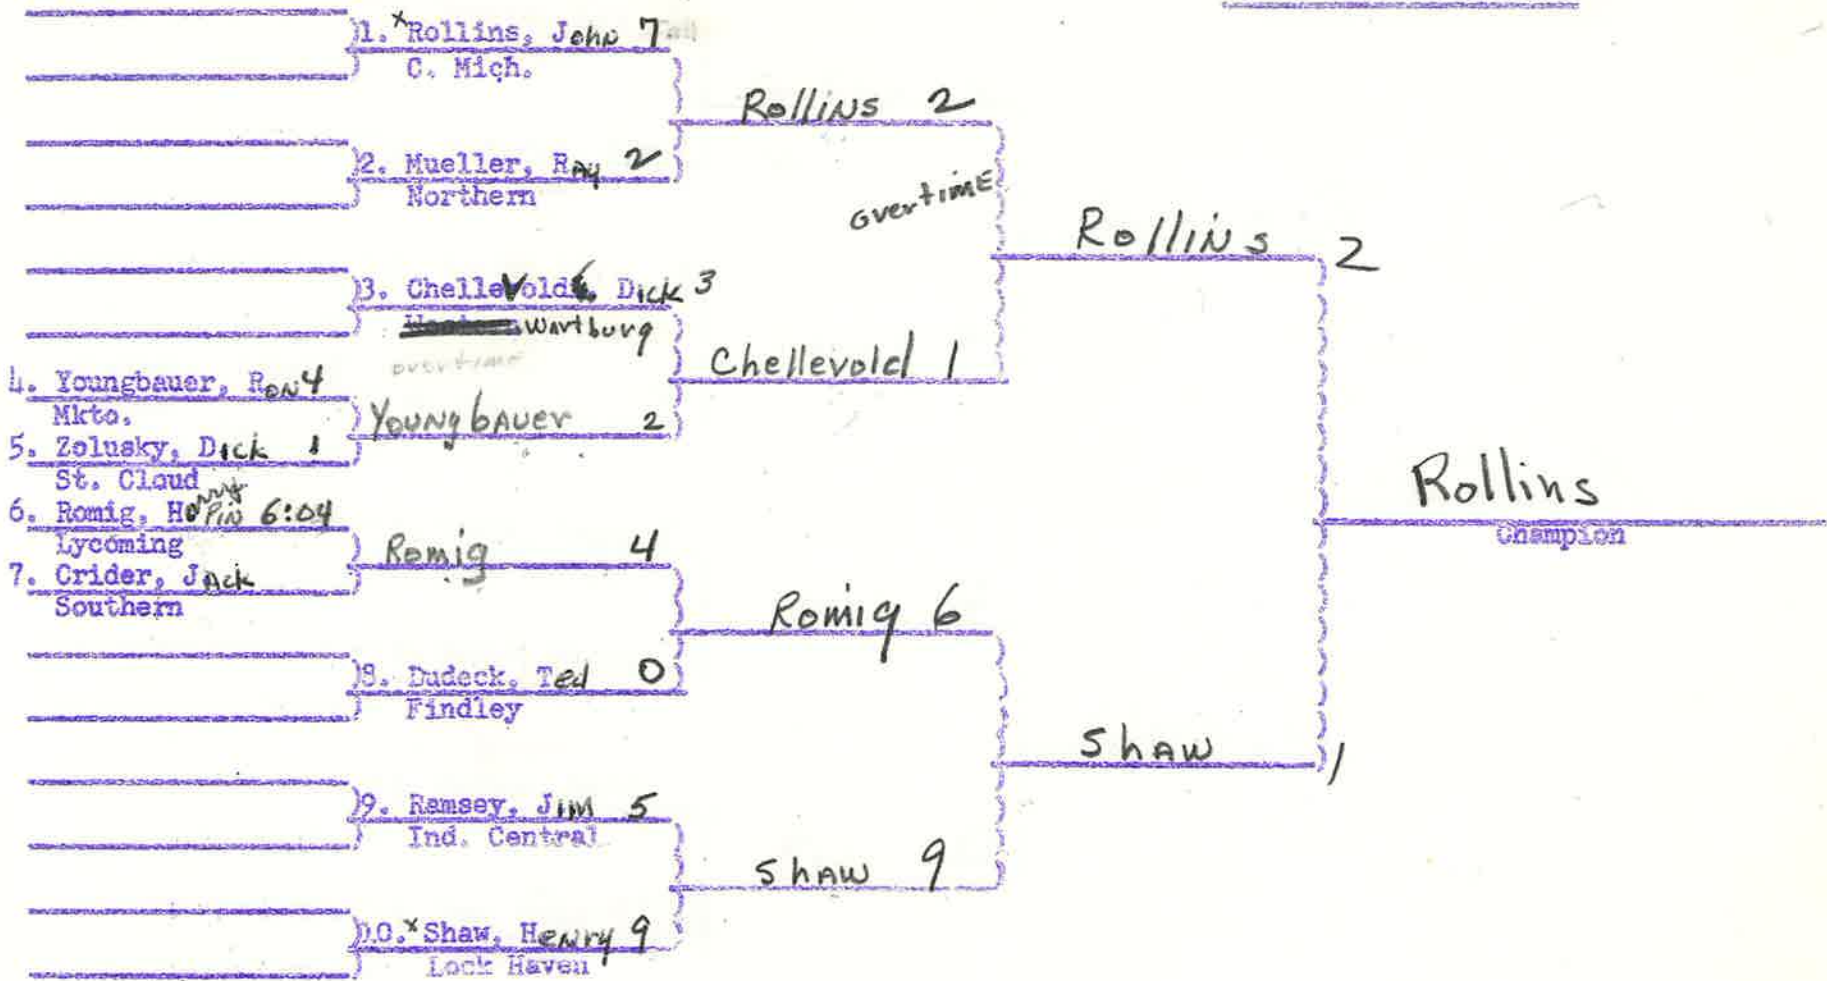 1. x Rollins, John 7
C. Mich.
Rollins 2
2. Mueller, Ray 2
Northern
overtime
Rollins 2
3. Chellevold, Dick 3
Wartburg
overtime
Chellevold 1
4. Youngbauer, Ron 4
Mkto.
Youngbauer 2
5. Zolusky, Dick 1
St. Cloud
Rollins
Champion
6. Romig, Harry Pin 6:04
Lycoming
Romig 4
7. Crider, Jack
Southern
Romig 6
8. Dudeck, Ted 0
Findley
Shaw 1
9. Ramsey, Jim 5
Ind. Central
Shaw 9
10. x Shaw, Henry 9
Lock Haven